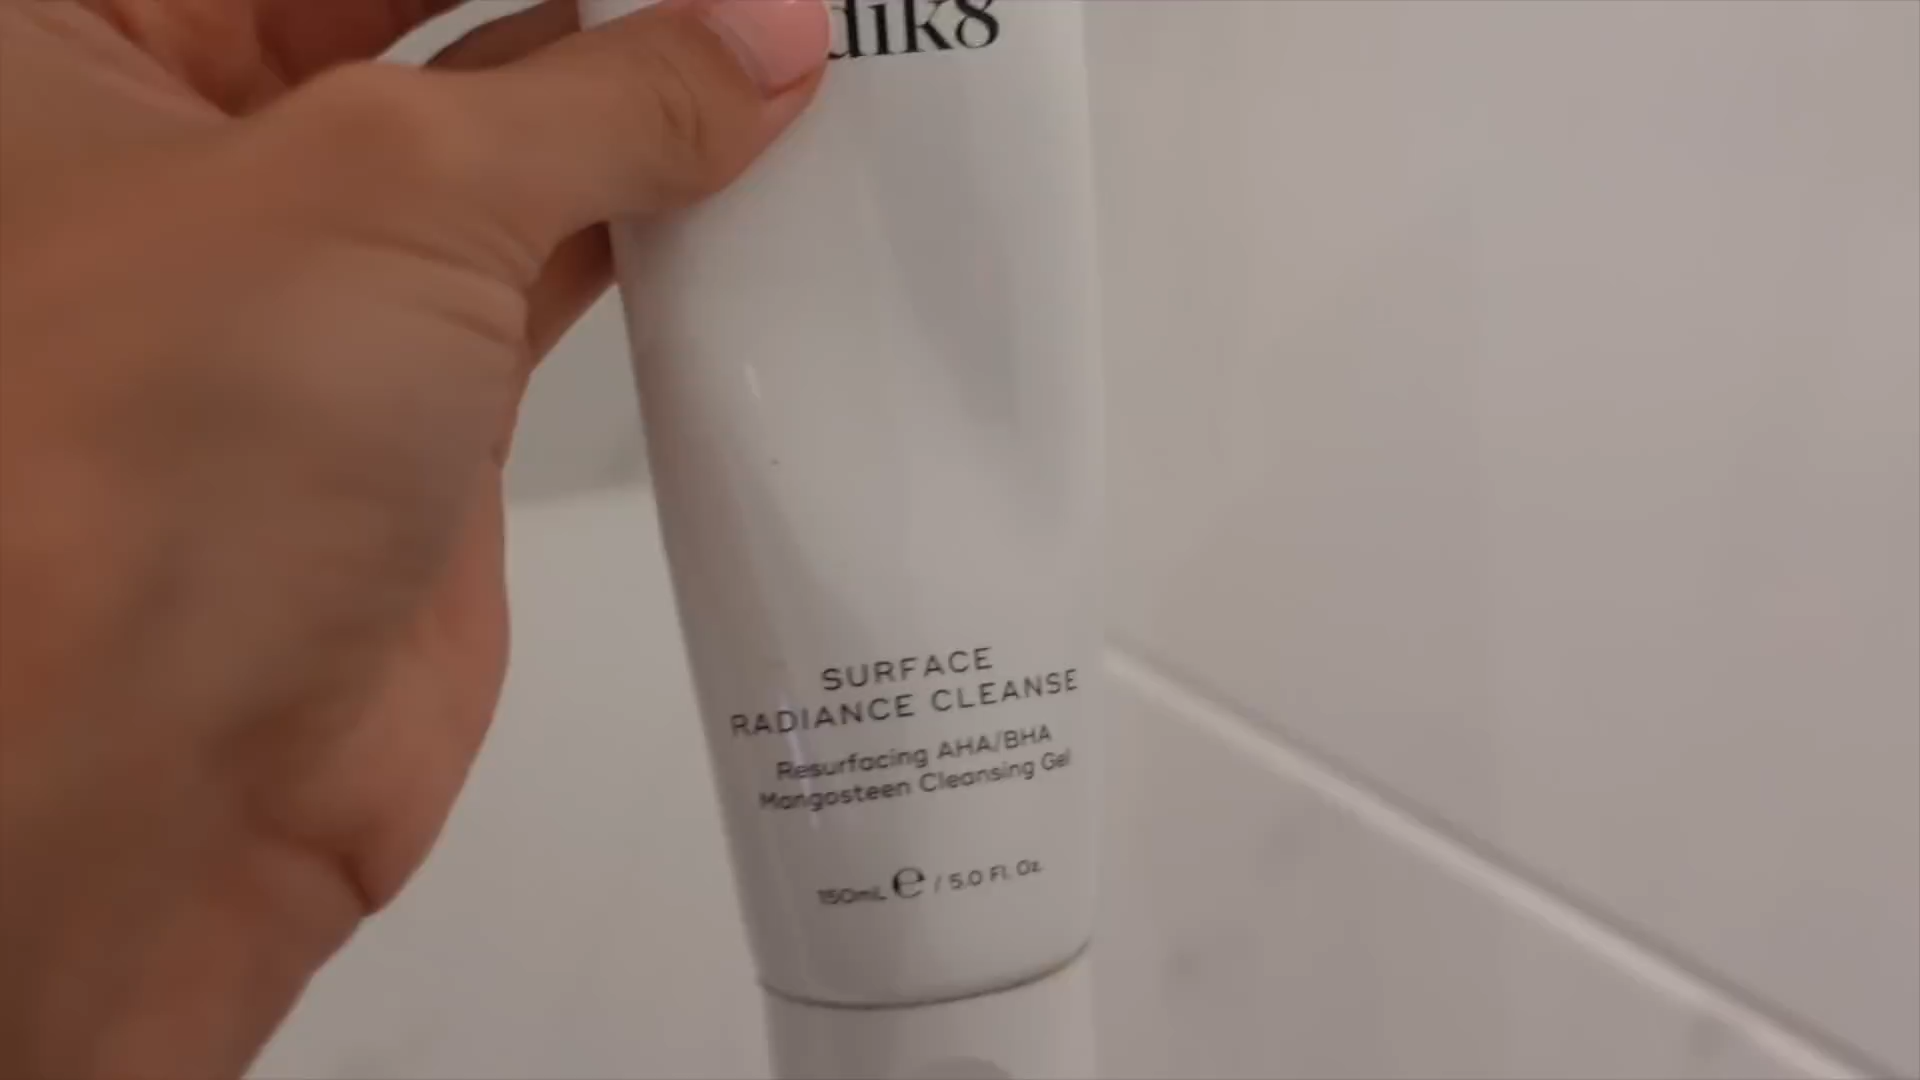 dik8
SURFACE
RADIANCE CLEANSE
Resurfacing AHA/BHA
Mangosteen Cleansing Gel
150mL ℮ / 5.0 Fl. Oz